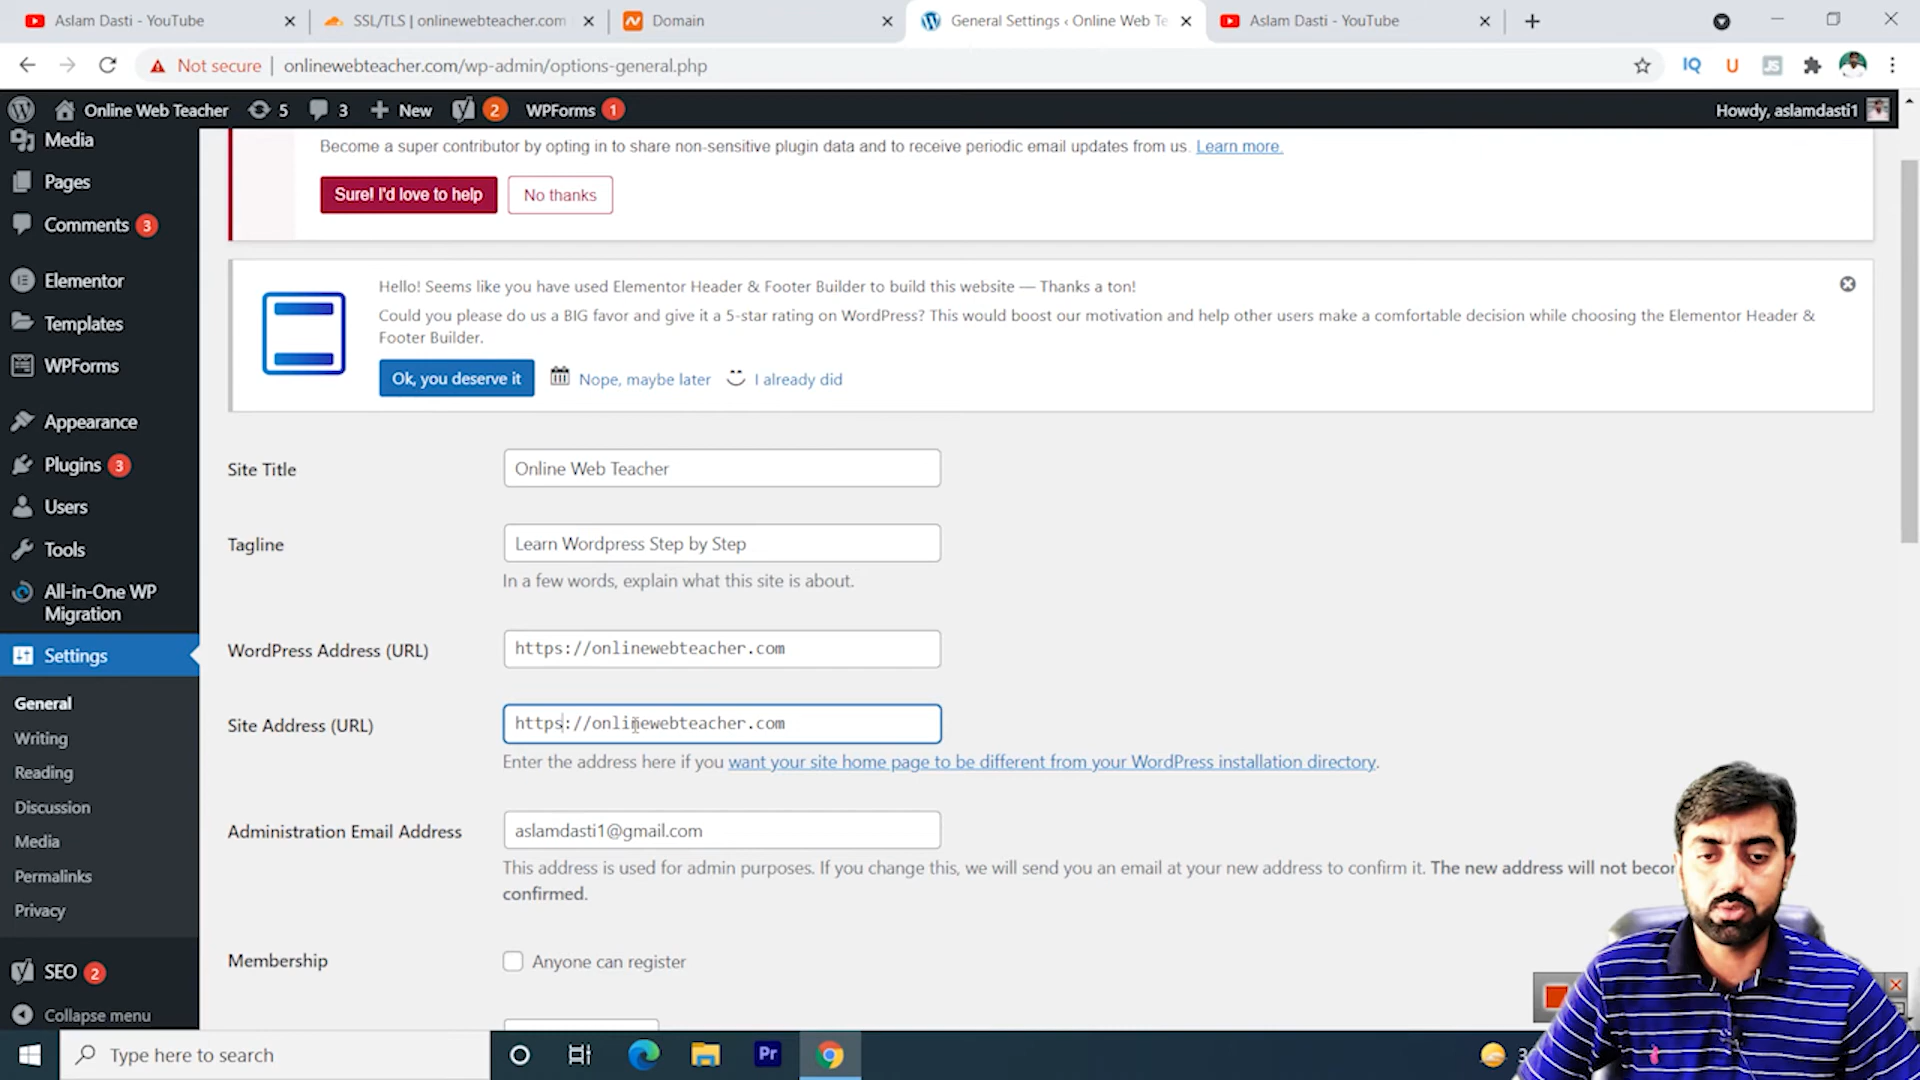 Aslam Dasti - YouTube
SSL/TLS | onlinewebteacher.com
Domain
General Settings ‹ Online Web Te
Aslam Dasti - YouTube
Not secure | onlinewebteacher.com/wp-admin/options-general.php
IQ U JS
Online Web Teacher 5 3 + New 2 WPForms 1
Howdy, aslamdasti1
Media
Pages
Comments 3
Elementor
Templates
WPForms
Appearance
Plugins 3
Users
Tools
All-in-One WP
Migration
Settings
General
Writing
Reading
Discussion
Media
Permalinks
Privacy
SEO 2
Collapse menu
Become a super contributor by opting in to share non-sensitive plugin data and to receive periodic email updates from us. Learn more.
Sure! I'd love to help
No thanks
Hello! Seems like you have used Elementor Header & Footer Builder to build this website — Thanks a ton!
Could you please do us a BIG favor and give it a 5-star rating on WordPress? This would boost our motivation and help other users make a comfortable decision while choosing the Elementor Header &
Footer Builder.
Ok, you deserve it
Nope, maybe later
I already did
Site Title
Online Web Teacher
Tagline
Learn Wordpress Step by Step
In a few words, explain what this site is about.
WordPress Address (URL)
https://onlinewebteacher.com
Site Address (URL)
https://onlinewebteacher.com
Enter the address here if you want your site home page to be different from your WordPress installation directory.
Administration Email Address
aslamdasti1@gmail.com
This address is used for admin purposes. If you change this, we will send you an email at your new address to confirm it. The new address will not
confirmed.
Membership
Anyone can register
Type here to search
Pr